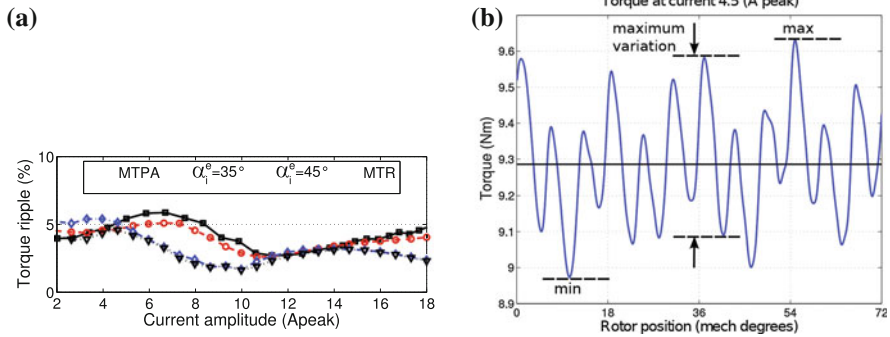 (a)
10
5
0
2 4 6 8 10 12 14 16 18
Torque ripple (%)
Current amplitude (Apeak)
MTPA α_i^e=35° α_i^e=45° MTR
(b)
Torque at current 4.5 (A peak)
9.6
9.5
9.4
9.3
9.2
9.1
9
8.9
0 18 36 54 72
Torque (Nm)
Rotor position (mech degrees)
maximum
variation
max
min